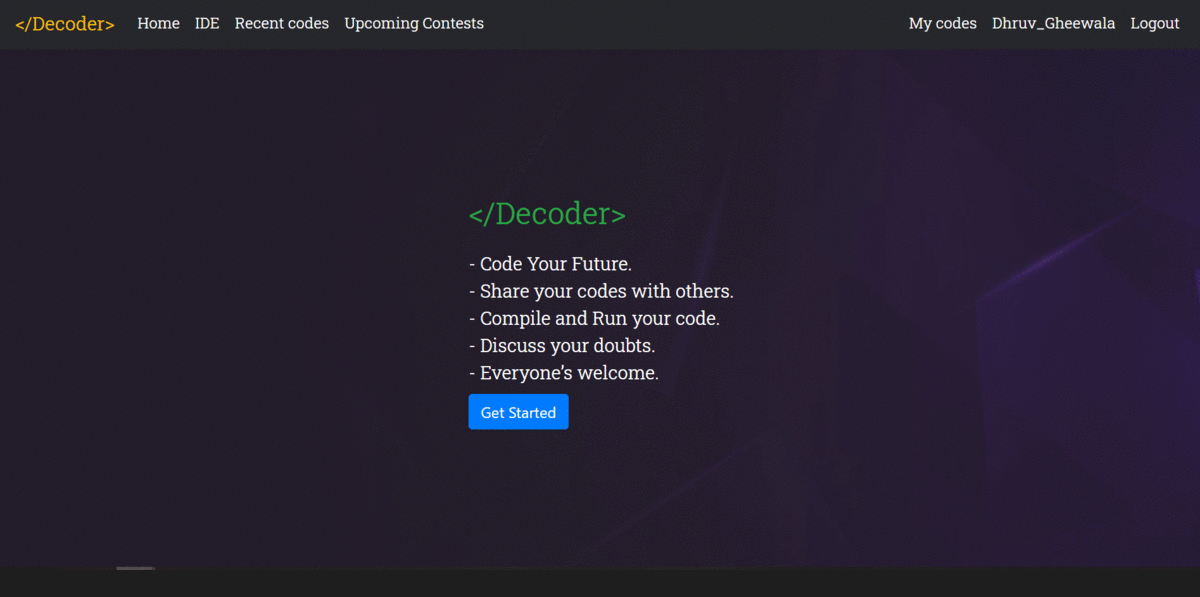 </Decoder> Home IDE Recent codes Upcoming Contests My codes Dhruv_Gheewala Logout
</Decoder>
- Code Your Future.
- Share your codes with others.
- Compile and Run your code.
- Discuss your doubts.
- Everyone’s welcome.
Get Started